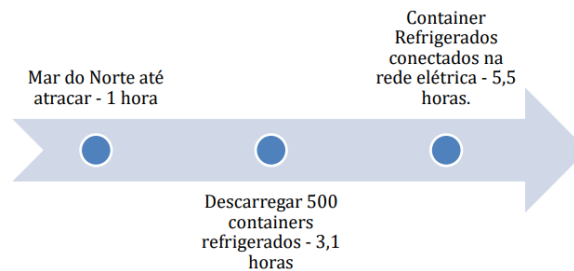 Mar do Norte até
atracar - 1 hora
Descarregar 500
containers
refrigerados - 3,1
horas
Container
Refrigerados
conectados na
rede elétrica - 5,5
horas.